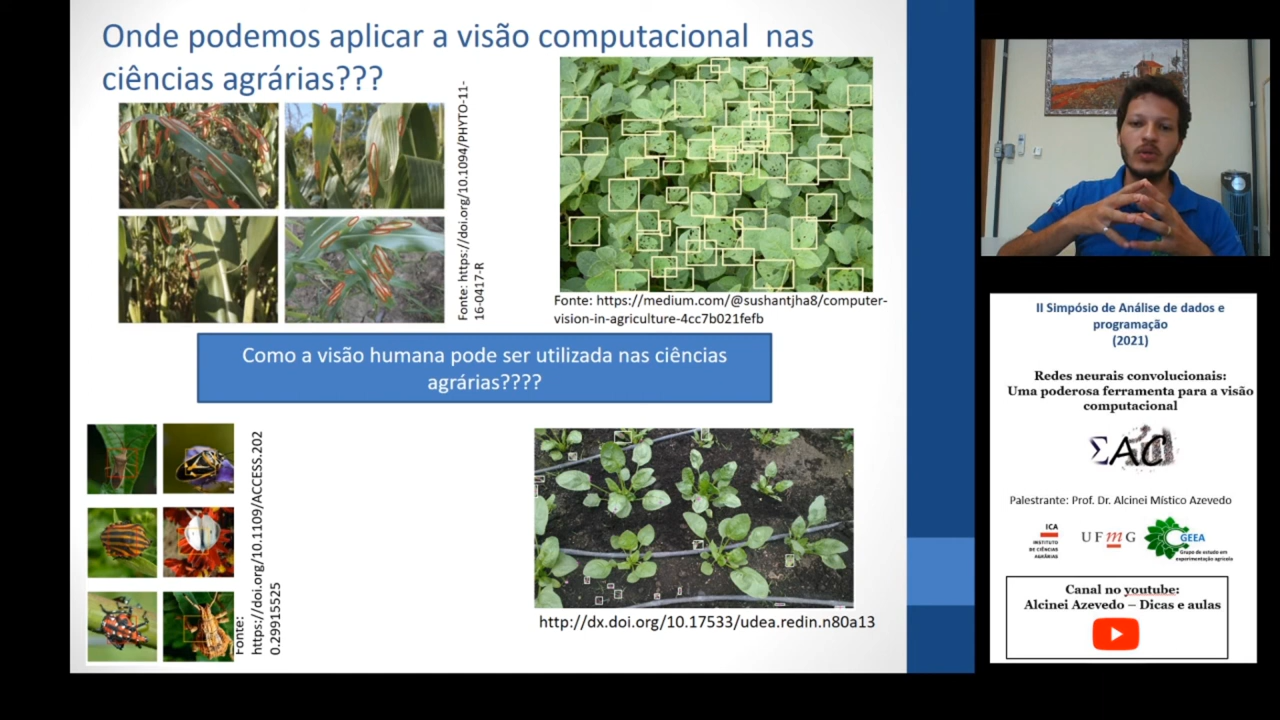 Onde podemos aplicar a visão computacional nas
ciências agrárias???
Fonte: https://doi.org/10.1094/PHYTO-11-
16-0417-R
Fonte: https://medium.com/@sushantjha8/computer-
vision-in-agriculture-4cc7b021fefb
Como a visão humana pode ser utilizada nas ciências
agrárias????
Fonte:
https://doi.org/10.1109/ACCESS.202
0.29915525
http://dx.doi.org/10.17533/udea.redin.n80a13
II Simpósio de Análise de dados e
programação
(2021)
Redes neurais convolucionais:
Uma poderosa ferramenta para a visão
computacional
ΣAC
Palestrante: Prof. Dr. Alcinei Místico Azevedo
ICA
INSTITUTO
DE CIÊNCIAS
AGRÁRIAS
UFmG
GEEA
Grupo de estudo em
experimentação agrícola
Canal no youtube:
Alcinei Azevedo – Dicas e aulas